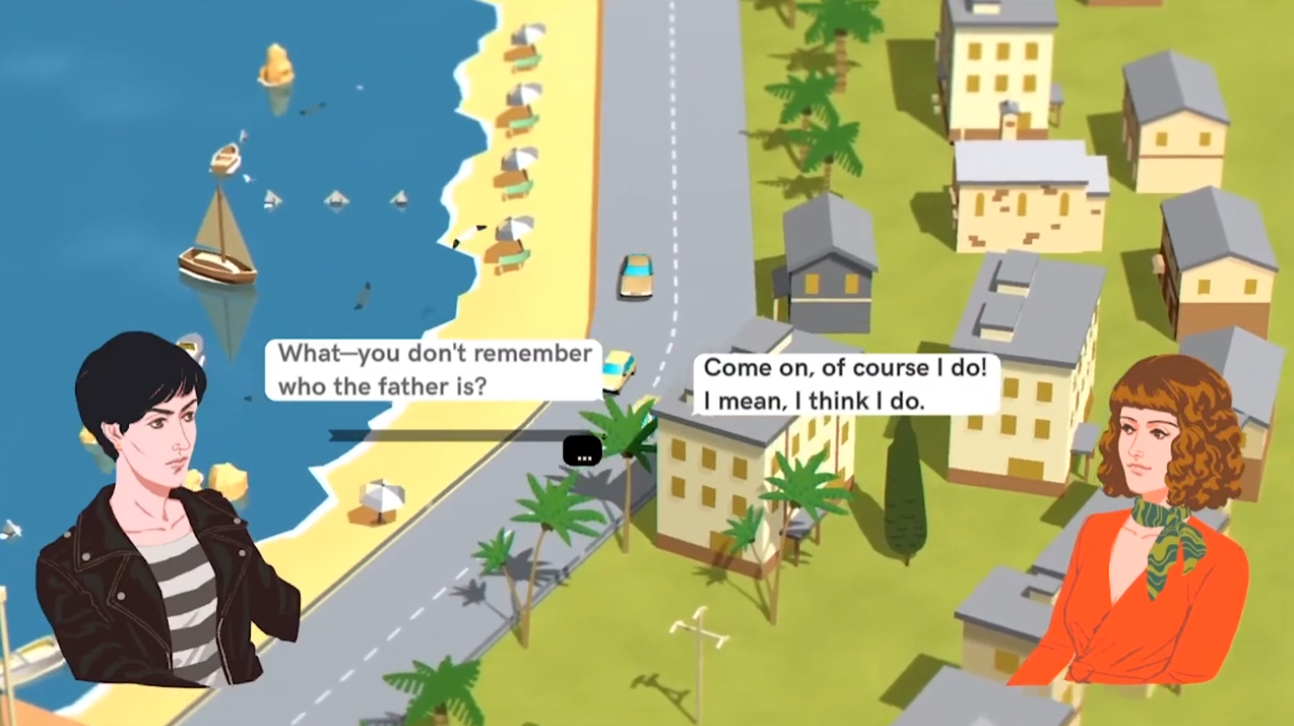 What—you don't remember
who the father is?
Come on, of course I do!
I mean, I think I do.
...